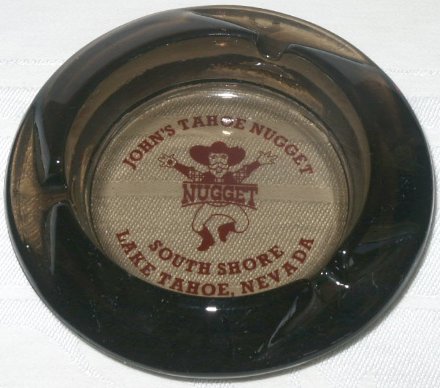 JOHN'S TAHOE NUGGET
NUGGET
SOUTH SHORE
LAKE TAHOE, NEVADA